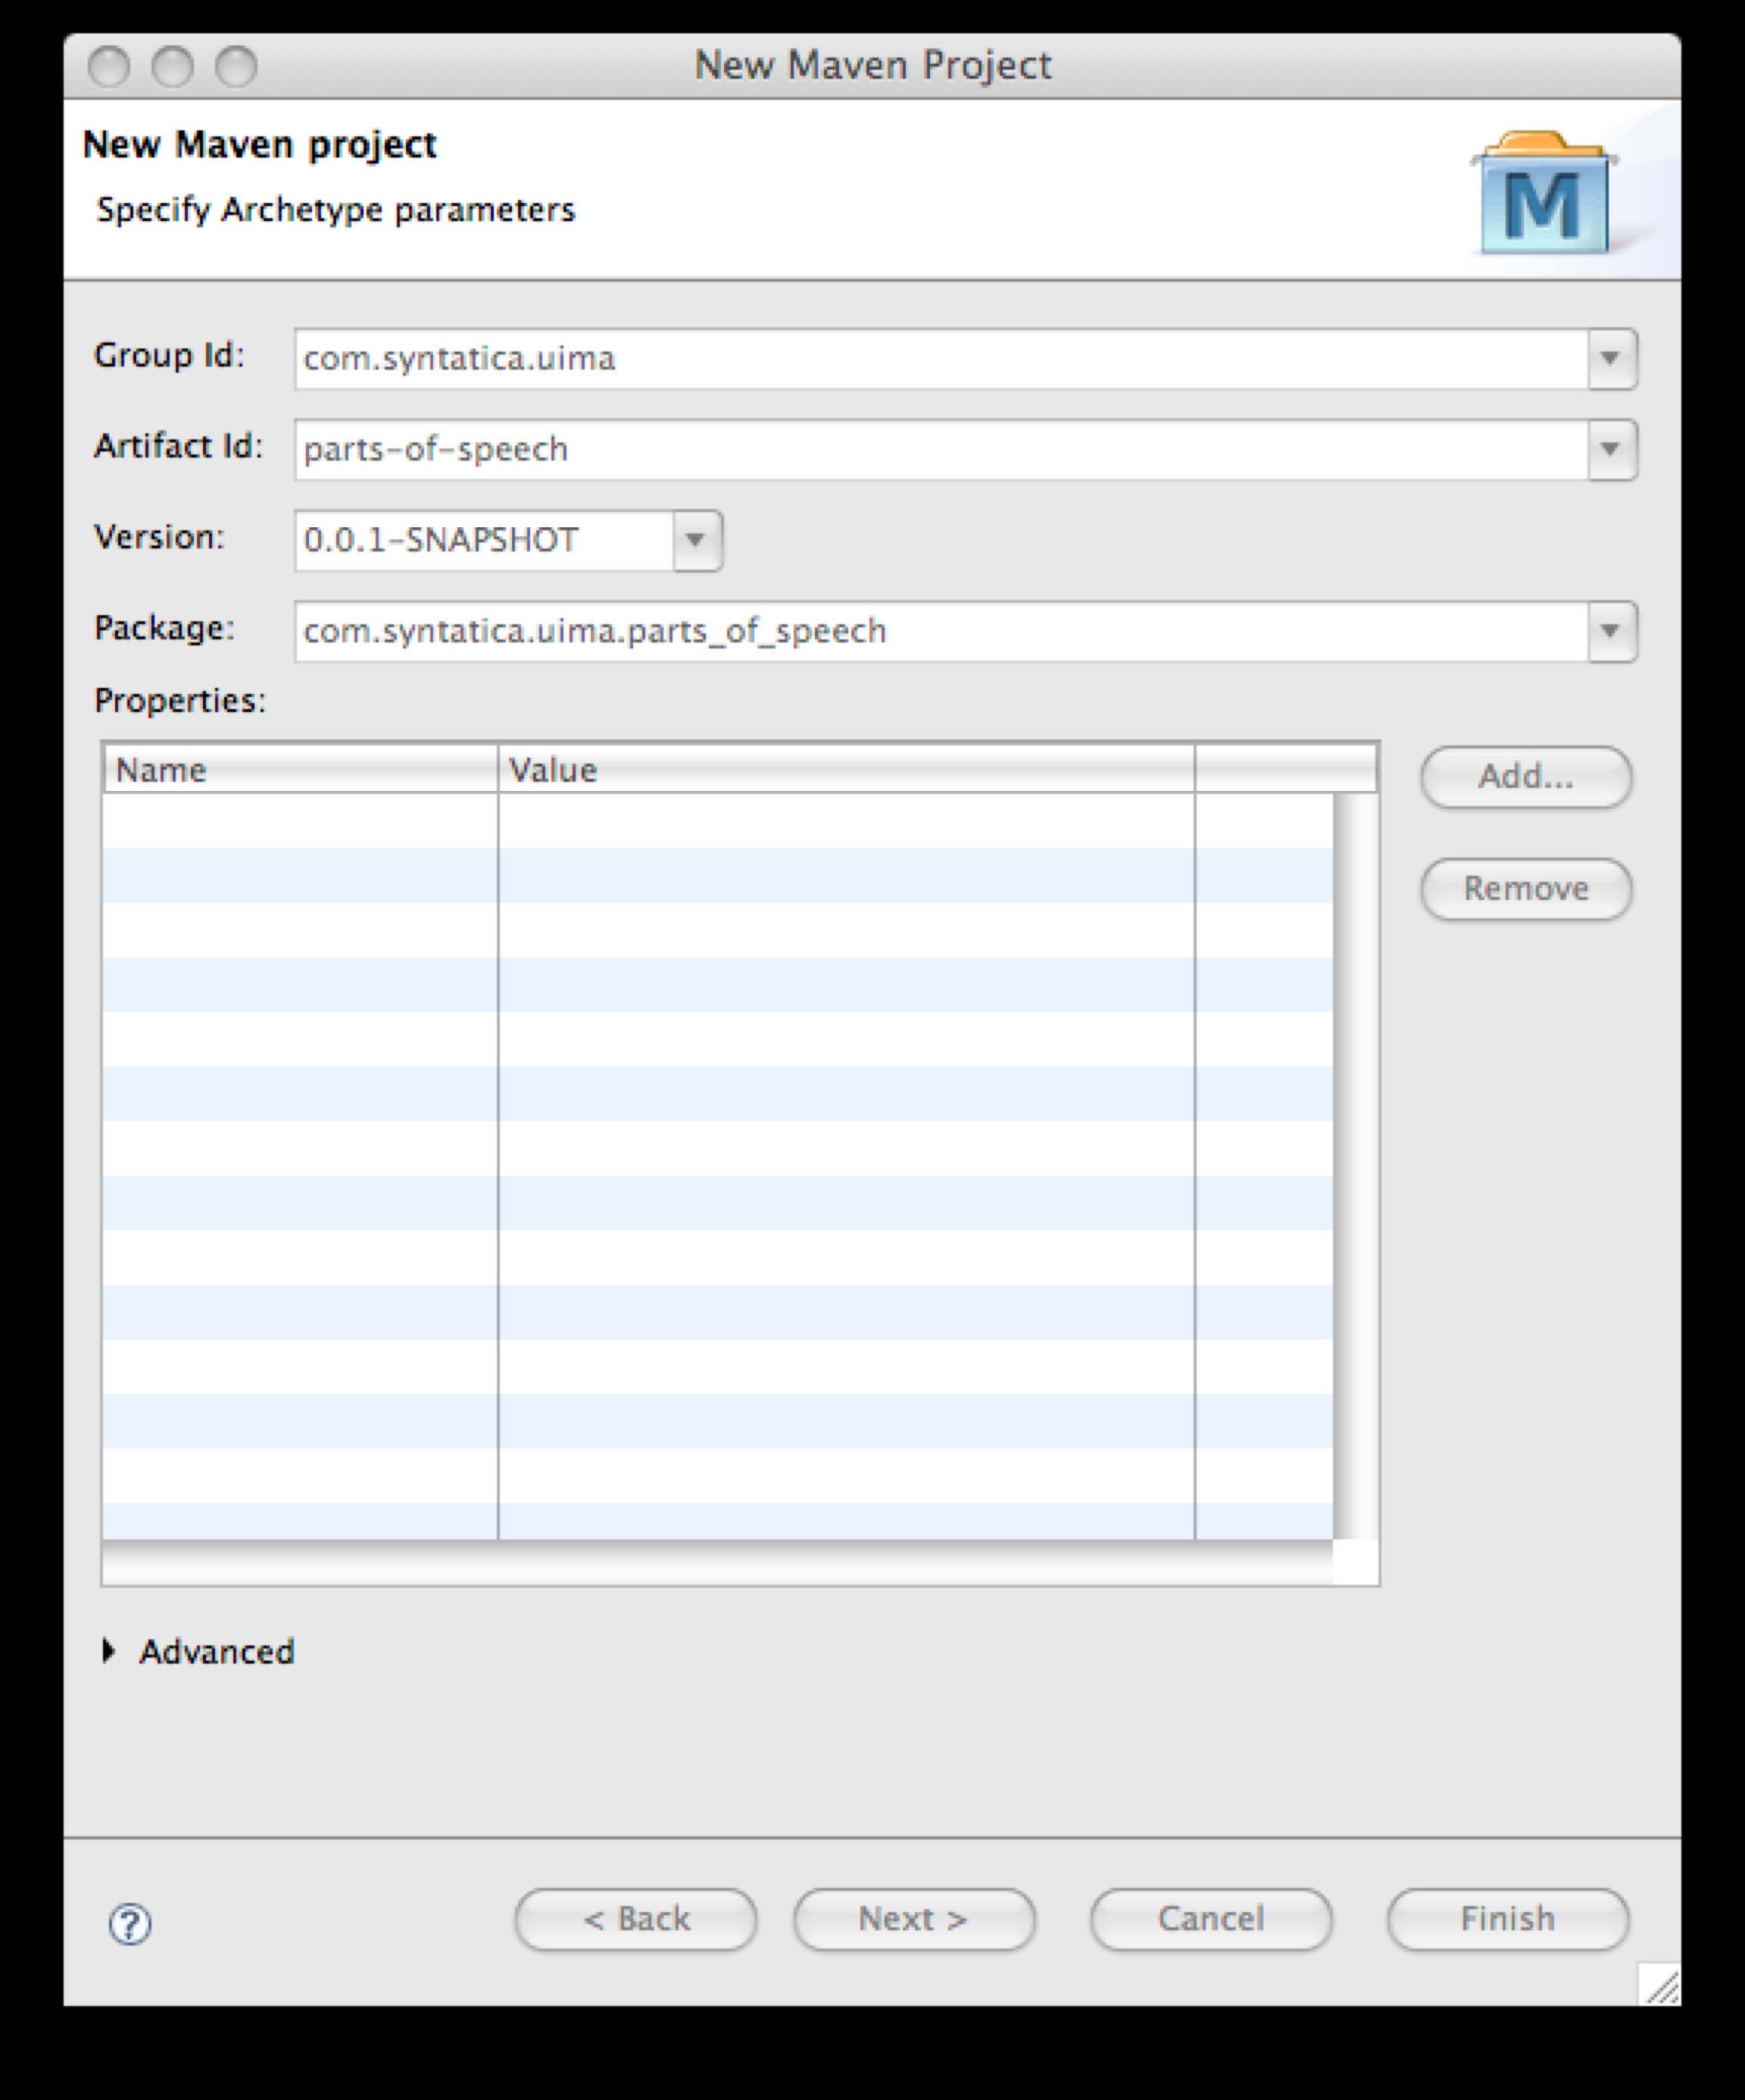 New Maven Project
New Maven project
Specify Archetype parameters
M
Group Id: com.syntatica.uima
Artifact Id: parts-of-speech
Version: 0.0.1-SNAPSHOT
Package: com.syntatica.uima.parts_of_speech
Properties:
Name Value
Add...
Remove
Advanced
? < Back Next > Cancel Finish